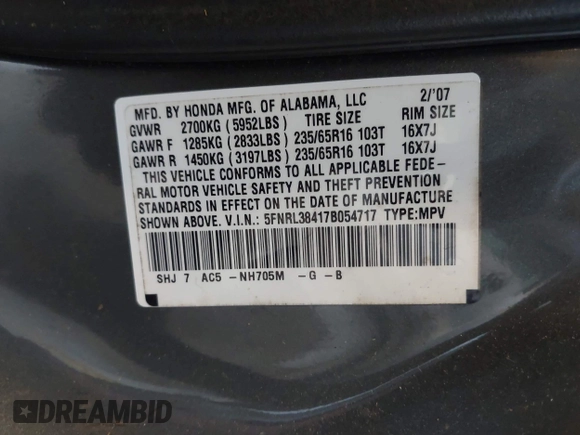 MFD. BY HONDA MFG. OF ALABAMA, LLC 2/'07
GVWR 2700KG (5952LBS) TIRE SIZE RIM SIZE
GAWR F 1285KG (2833LBS) 235/65R16 103T 16X7J
GAWR R 1450KG (3197LBS) 235/65R16 103T 16X7J
THIS VEHICLE CONFORMS TO ALL APPLICABLE FEDE-
RAL MOTOR VEHICLE SAFETY AND THEFT PREVENTION
STANDARDS IN EFFECT ON THE DATE OF MANUFACTURE
SHOWN ABOVE. V.I.N.: 5FNRL38417B054717 TYPE:MPV
SHJ 7 AC5 -NH705M -G -B
DREAMBID